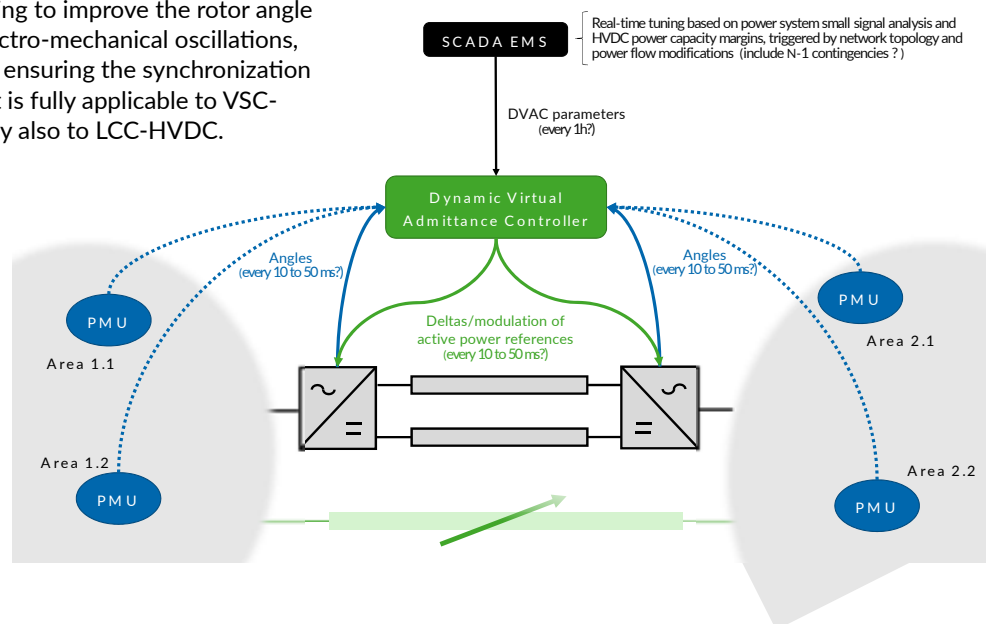 ing to improve the rotor angle
ctro-mechanical oscillations,
ensuring the synchronization
t is fully applicable to VSC-
y also to LCC-HVDC.
SCADA EMS
Real-time tuning based on power system small signal analysis and
HVDC power capacity margins, triggered by network topology and
power flow modifications (include N-1 contingencies ? )
DVAC parameters
(every 1h?)
Dynamic Virtual
Admittance Controller
Angles
(every 10 to 50 ms?)
Angles
(every 10 to 50 ms?)
PMU
Area 1.1
PMU
Area 2.1
Deltas/modulation of
active power references
(every 10 to 50 ms?)
Area 1.2
PMU
Area 2.2
PMU